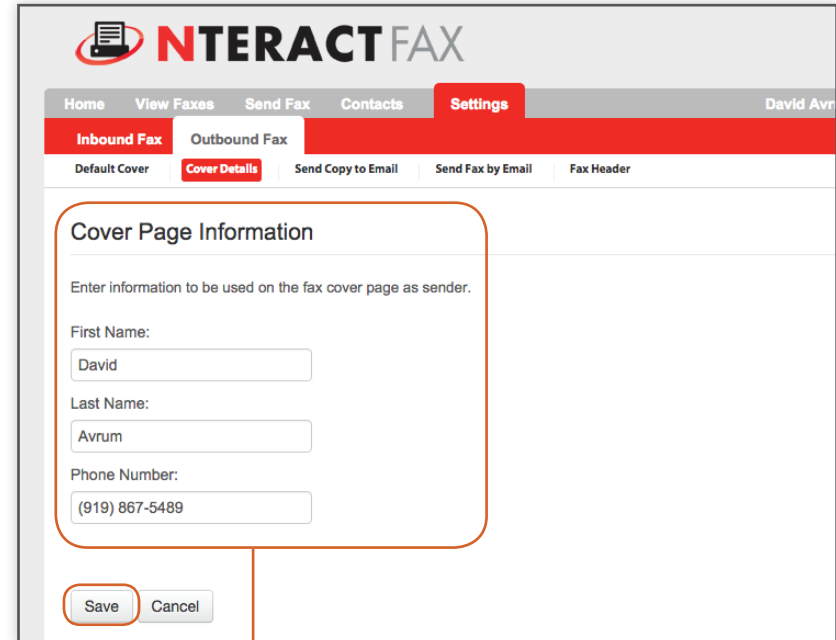 NTERACTFAX
Home View Faxes Send Fax Contacts Settings David Avr
Inbound Fax Outbound Fax
Default Cover Cover Details Send Copy to Email Send Fax by Email Fax Header
Cover Page Information
Enter information to be used on the fax cover page as sender.
First Name:
David
Last Name:
Avrum
Phone Number:
(919) 867-5489
Save Cancel